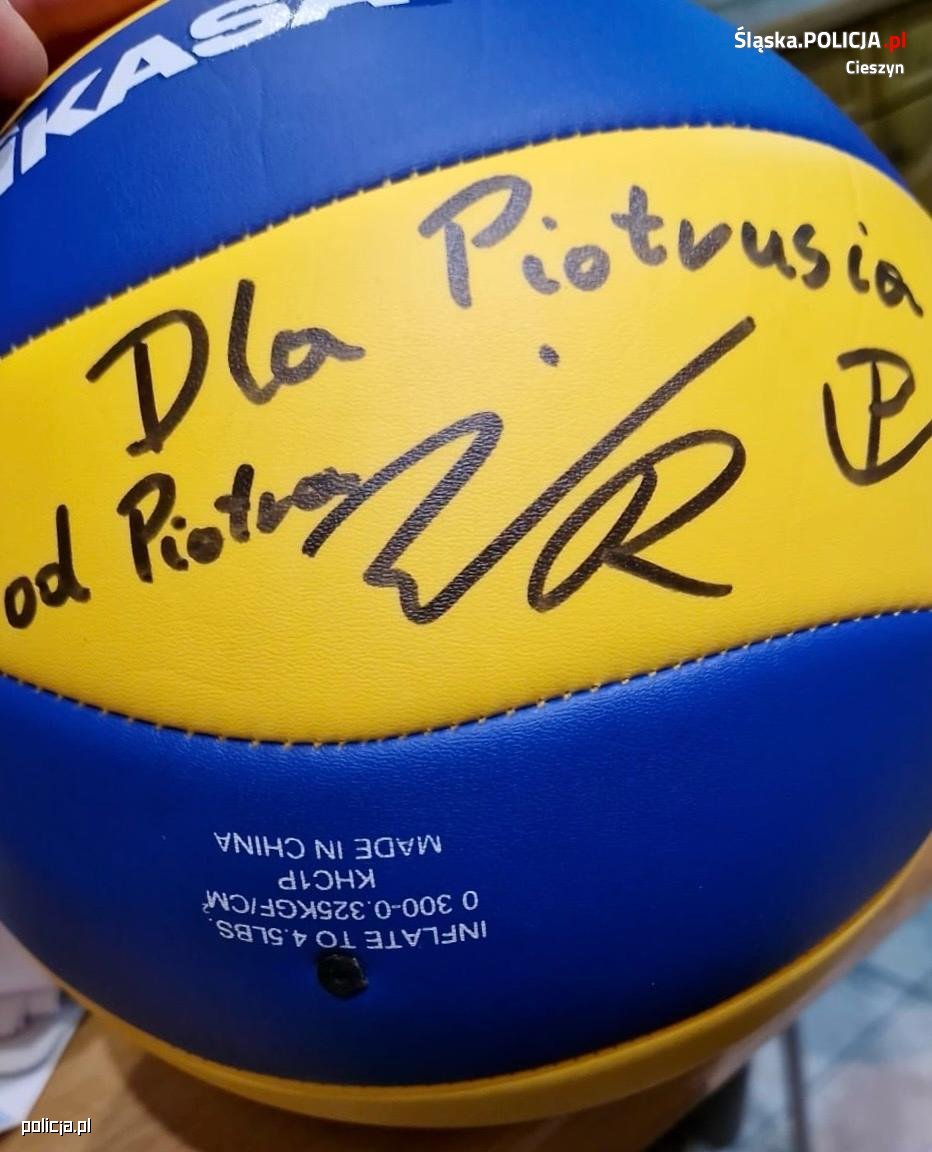 Śląska.POLICJA.pl
Cieszyn
IKASA
Dla Piotrusia
od Piotra
MADE IN CHINA
KHC1P
0 300-0.325KGF/CM²
INFLATE TO 4.5LBS.
policja.pl